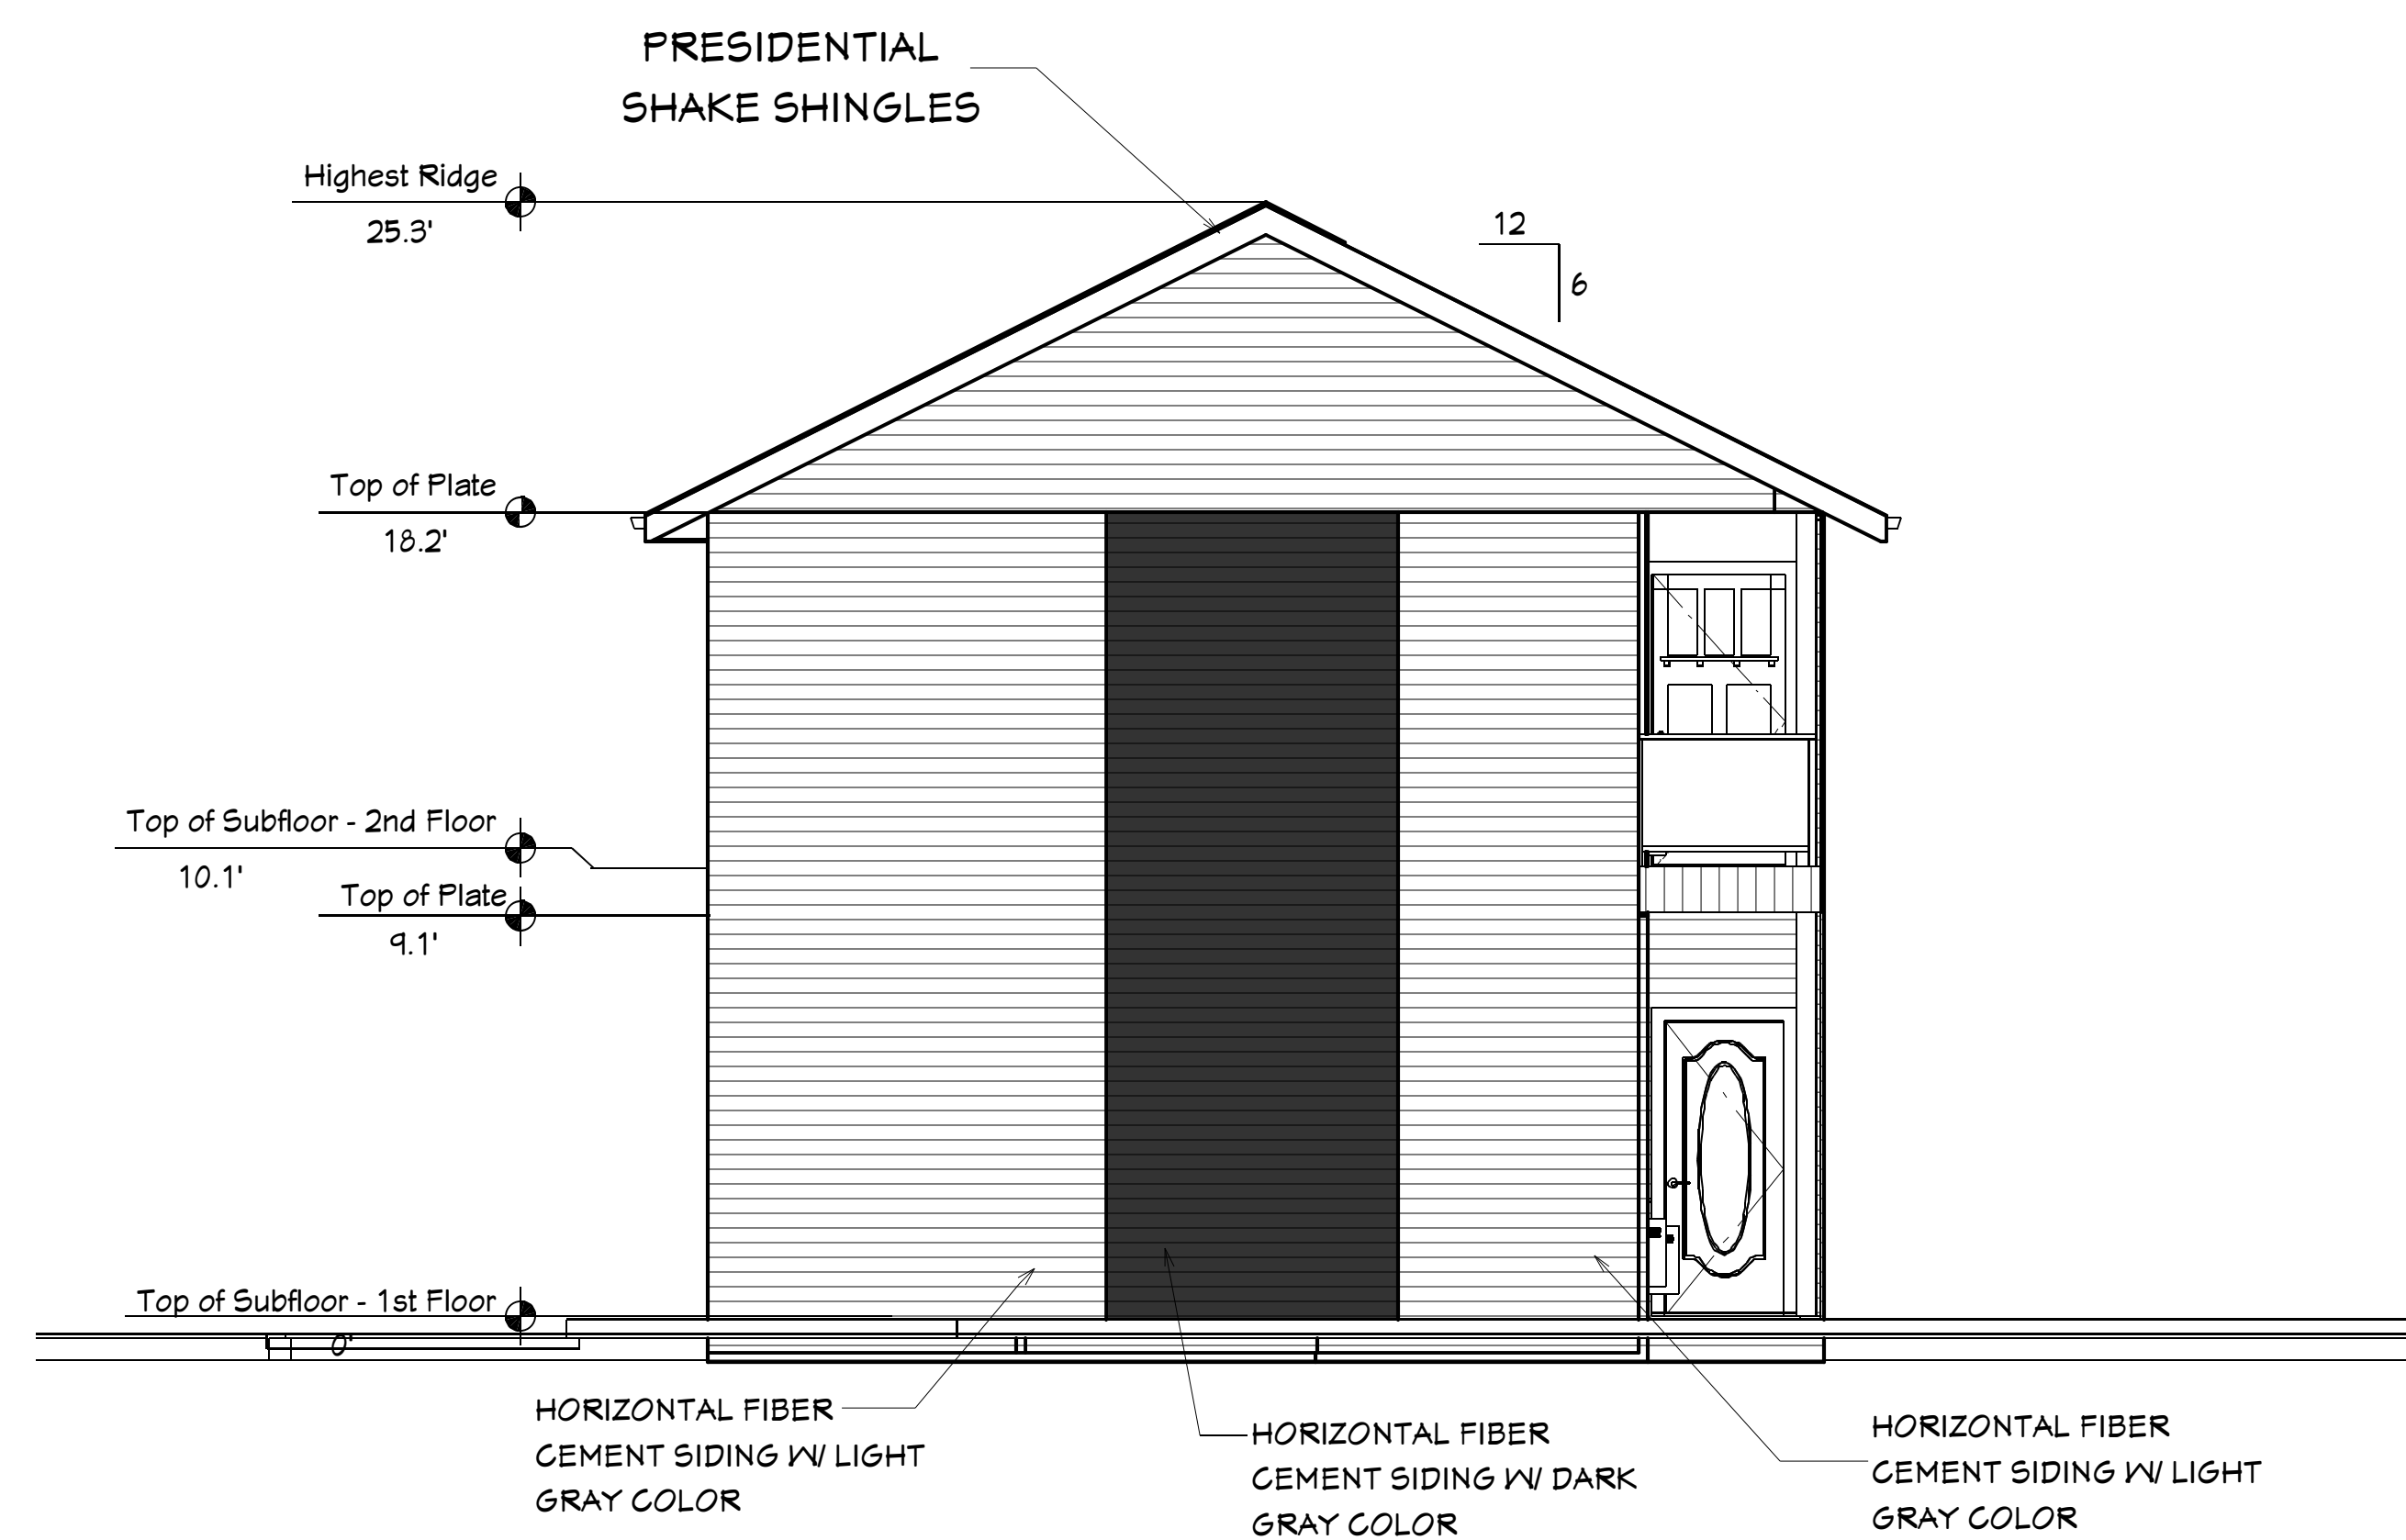 PRESIDENTIAL
SHAKE SHINGLES
Highest Ridge
25.3'
12
6
Top of Plate
18.2'
Top of Subfloor - 2nd Floor
10.1'
Top of Plate
9.1'
Top of Subfloor - 1st Floor
0'
HORIZONTAL FIBER
CEMENT SIDING W/ LIGHT
GRAY COLOR
HORIZONTAL FIBER
CEMENT SIDING W/ DARK
GRAY COLOR
HORIZONTAL FIBER
CEMENT SIDING W/ LIGHT
GRAY COLOR